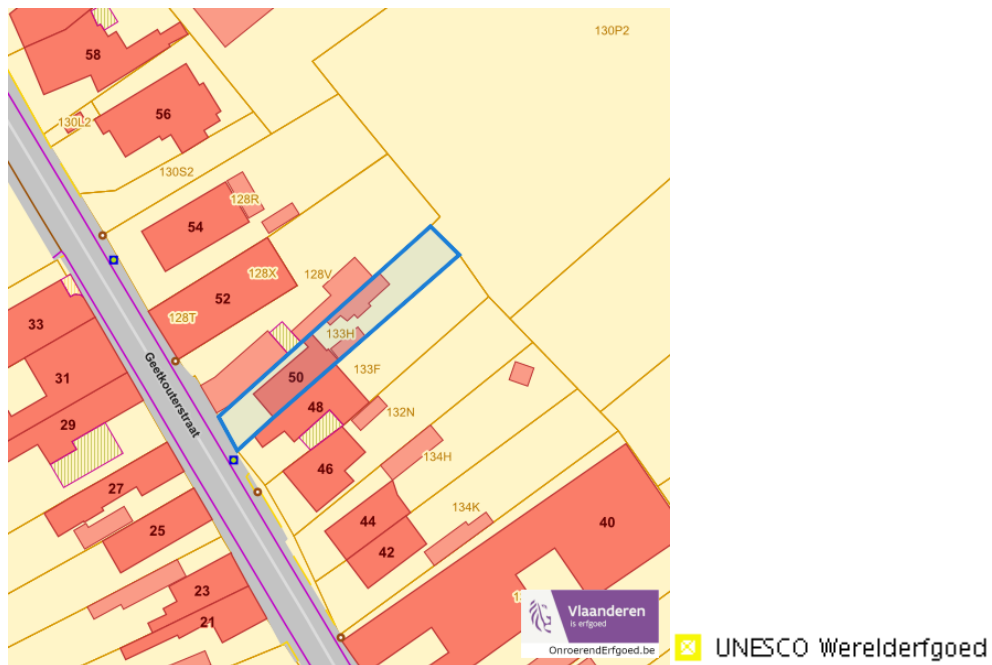 130P2
58
56
130L2
130S2
128R
54
128X
128V
52
33
128T
133H
Geetkouterstraat
31
50
133F
48
132N
29
46
134H
27
134K
44
40
25
42
23
21
Vlaanderen
is erfgoed
OnroerendErfgoed.be
UNESCO Werelderfgoed